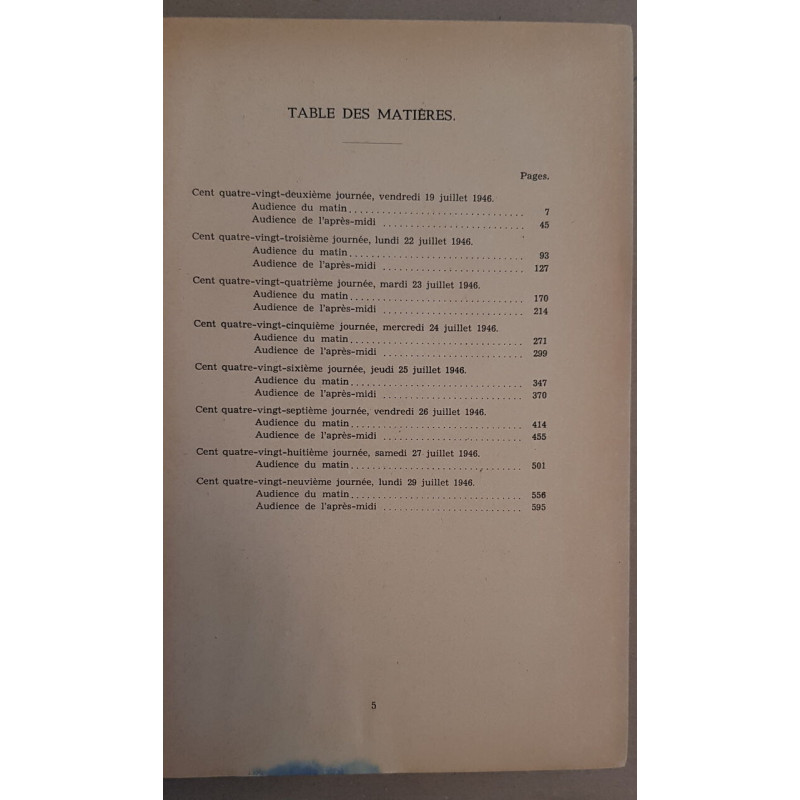 TABLE DES MATIÈRES.
Pages.
Cent quatre-vingt-deuxième journée, vendredi 19 juillet 1946.
Audience du matin 7
Audience de l'après-midi 45
Cent quatre-vingt-troisième journée, lundi 22 juillet 1946.
Audience du matin 93
Audience de l'après-midi 127
Cent quatre-vingt-quatrième journée, mardi 23 juillet 1946.
Audience du matin 170
Audience de l'après-midi 214
Cent quatre-vingt-cinquième journée, mercredi 24 juillet 1946.
Audience du matin 271
Audience de l'après-midi 299
Cent quatre-vingt-sixième journée, jeudi 25 juillet 1946.
Audience du matin 347
Audience de l'après-midi 370
Cent quatre-vingt-septième journée, vendredi 26 juillet 1946.
Audience du matin 414
Audience de l'après-midi 455
Cent quatre-vingt-huitième journée, samedi 27 juillet 1946.
Audience du matin 501
Cent quatre-vingt-neuvième journée, lundi 29 juillet 1946.
Audience du matin 556
Audience de l'après-midi 595
5